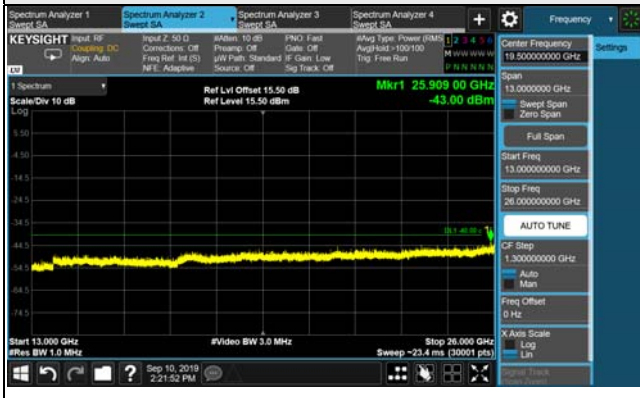 Spectrum Analyzer 1
Swept SA
Spectrum Analyzer 2
Swept SA
Spectrum Analyzer 3
Swept SA
Spectrum Analyzer 4
Swept SA
+
Frequency
KEYSIGHT
Input: RF
Coupling: DC
Align: Auto
Input Z: 50 Ω
Corrections: Off
Freq Ref: Int (S)
NFE: Adaptive
#Atten: 10 dB
Preamp: Off
µW Path: Standard
Source: Off
PNO: Fast
Gate: Off
IF Gain: Low
Sig Track: Off
#Avg Type: Power (RMS
Avg|Hold:>100/100
Trig: Free Run
1 2 3 4 5 6
M W W W W W
P N N N N N
LXI
1 Spectrum
Scale/Div 10 dB
Log
Ref Lvl Offset 15.50 dB
Ref Level 15.50 dBm
Mkr1 25.909 00 GHz
-43.00 dBm
5.50
-4.50
-14.5
-24.5
-34.5
-44.5
-54.5
-64.5
-74.5
Start 13.000 GHz
#Res BW 1.0 MHz
#Video BW 3.0 MHz
Stop 26.000 GHz
Sweep ~23.4 ms (30001 pts)
Center Frequency
19.500000000 GHz
Settings
Span
13.0000000 GHz
Swept Span
Zero Span
Full Span
Start Freq
13.000000000 GHz
Stop Freq
26.000000000 GHz
AUTO TUNE
CF Step
1.300000000 GHz
Auto
Man
Freq Offset
0 Hz
X Axis Scale
Log
Lin
Signal Track
?
Sep 10, 2019
2:21:52 PM